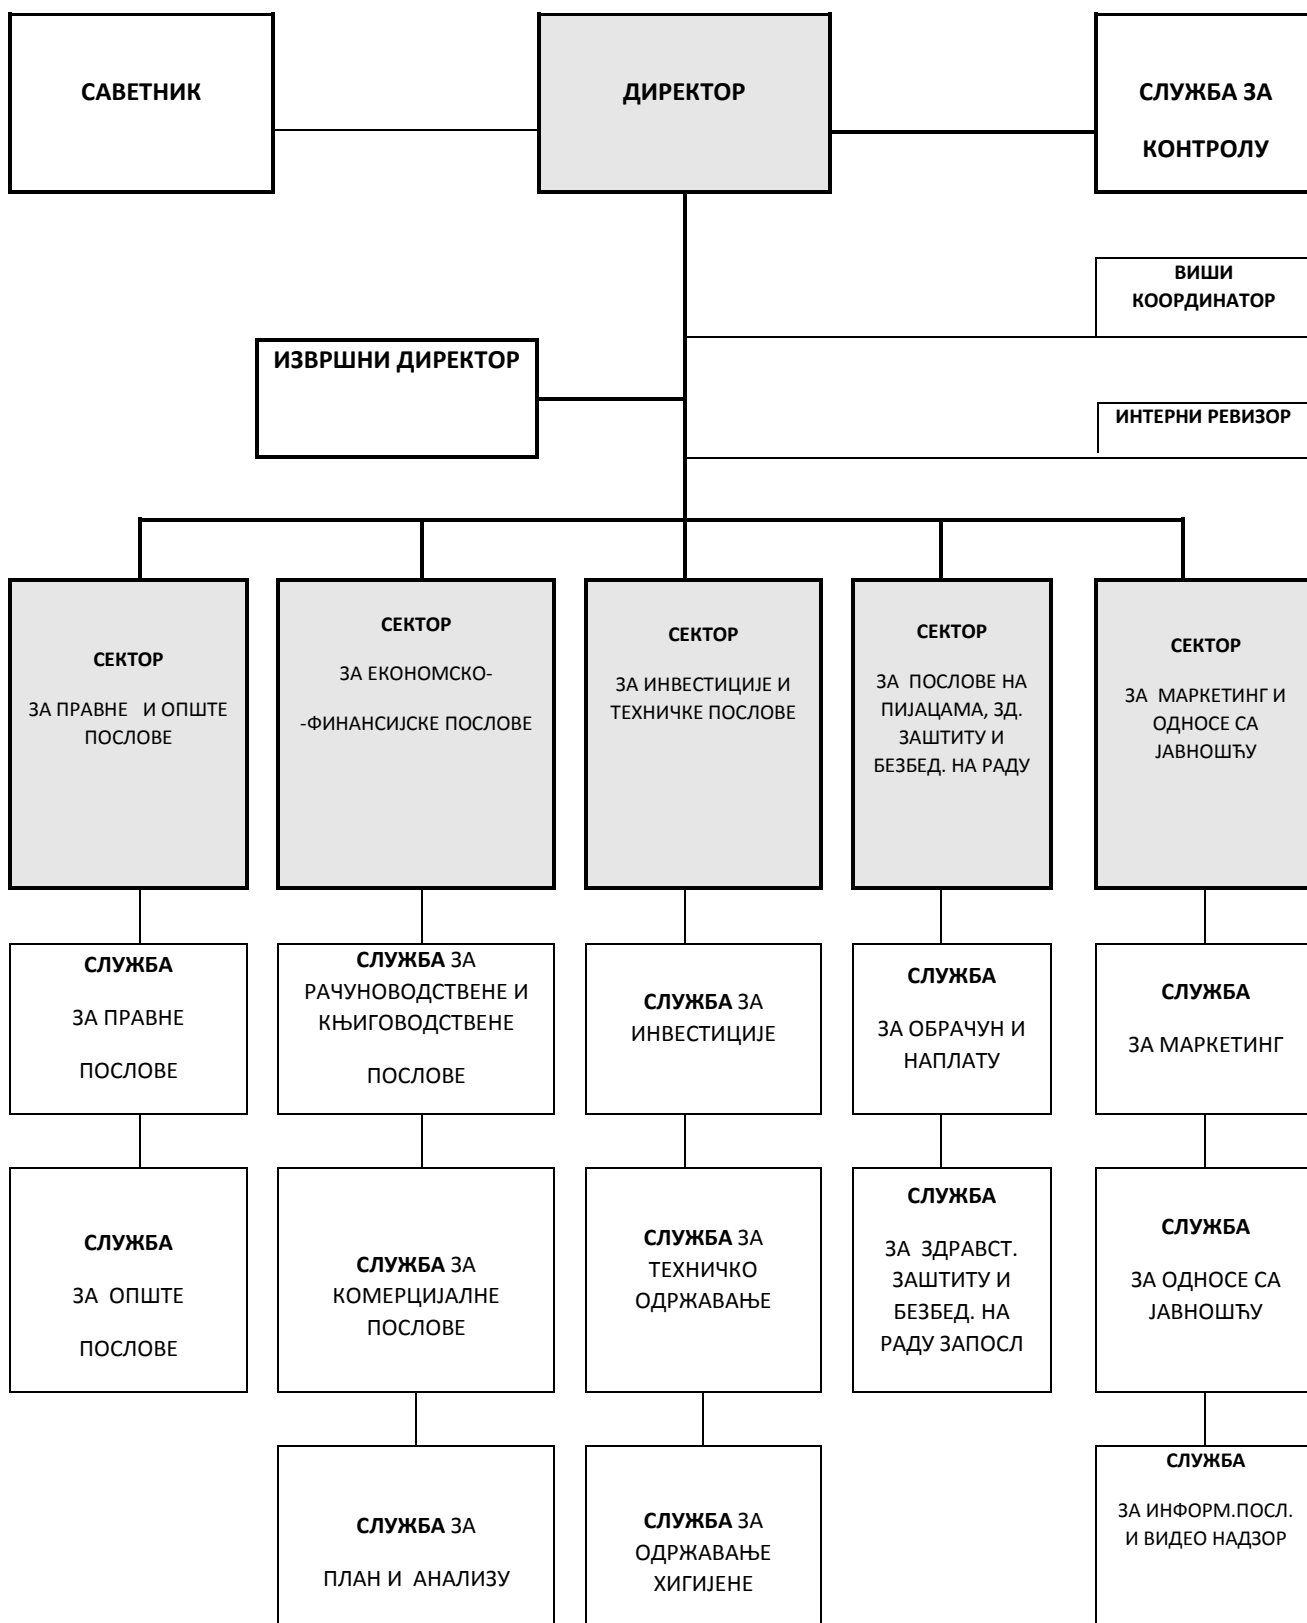 САВЕТНИК
ДИРЕКТОР
СЛУЖБА ЗА
КОНТРОЛУ
ВИШИ
КООРДИНАТОР
ИЗВРШНИ ДИРЕКТОР
ИНТЕРНИ РЕВИЗОР
СЕКТОР
ЗА ПРАВНЕ И ОПШТЕ
ПОСЛОВЕ
СЕКТОР
ЗА ЕКОНОМСКО-
-ФИНАНСИЈСКЕ ПОСЛОВЕ
СЕКТОР
ЗА ИНВЕСТИЦИЈЕ И
ТЕХНИЧКЕ ПОСЛОВЕ
СЕКТОР
ЗА ПОСЛОВЕ НА
ПИЈАЦАМА, ЗД.
ЗАШТИТУ И
БЕЗБЕД. НА РАДУ
СЕКТОР
ЗА МАРКЕТИНГ И
ОДНОСЕ СА
ЈАВНОШЋУ
СЛУЖБА
ЗА ПРАВНЕ
ПОСЛОВЕ
СЛУЖБА ЗА
РАЧУНОВОДСТВЕНЕ И
КЊИГОВОДСТВЕНЕ
ПОСЛОВЕ
СЛУЖБА ЗА
ИНВЕСТИЦИЈЕ
СЛУЖБА
ЗА ОБРАЧУН И
НАПЛАТУ
СЛУЖБА
ЗА МАРКЕТИНГ
СЛУЖБА
ЗА ОПШТЕ
ПОСЛОВЕ
СЛУЖБА ЗА
КОМЕРЦИЈАЛНЕ
ПОСЛОВЕ
СЛУЖБА ЗА
ТЕХНИЧКО
ОДРЖАВАЊЕ
СЛУЖБА
ЗА ЗДРАВСТ.
ЗАШТИТУ И
БЕЗБЕД. НА
РАДУ ЗАПОСЛ
СЛУЖБА
ЗА ОДНОСЕ СА
ЈАВНОШЋУ
СЛУЖБА ЗА
ПЛАН И АНАЛИЗУ
СЛУЖБА ЗА
ОДРЖАВАЊЕ
ХИГИЈЕНЕ
СЛУЖБА
ЗА ИНФОРМ.ПОСЛ.
И ВИДЕО НАДЗОР